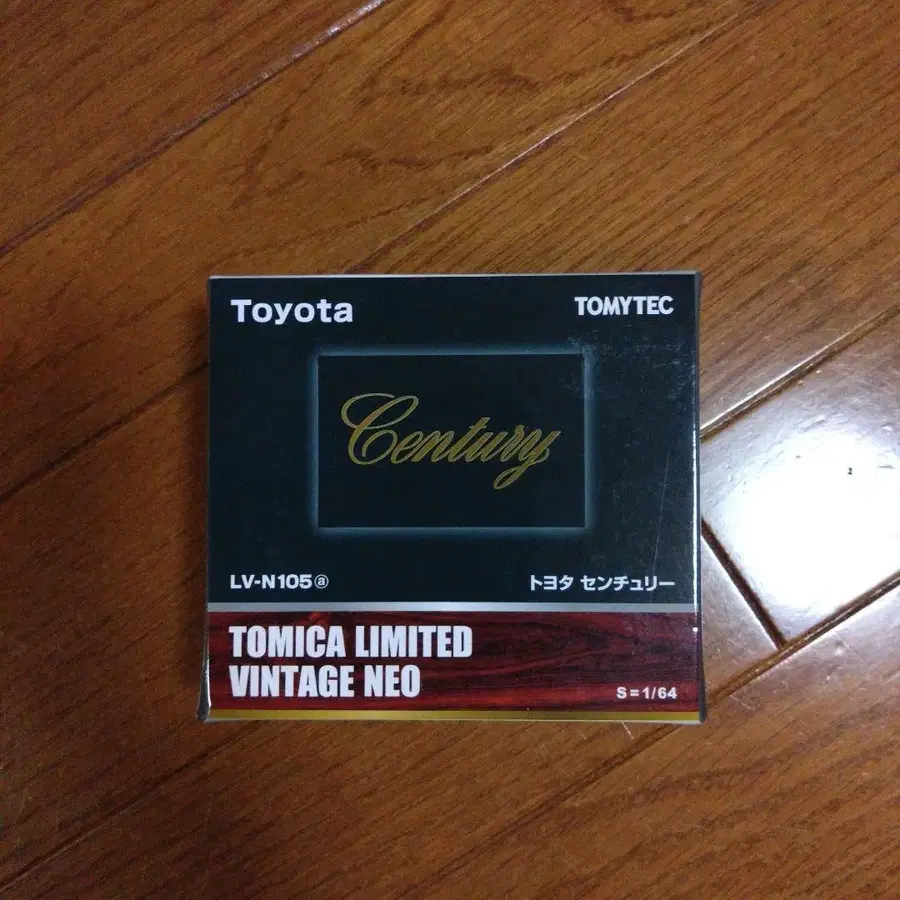 Toyota
TOMYTEC
Century
LV-N105ⓐ
トヨタ センチュリー
TOMICA LIMITED
VINTAGE NEO
S=1/64